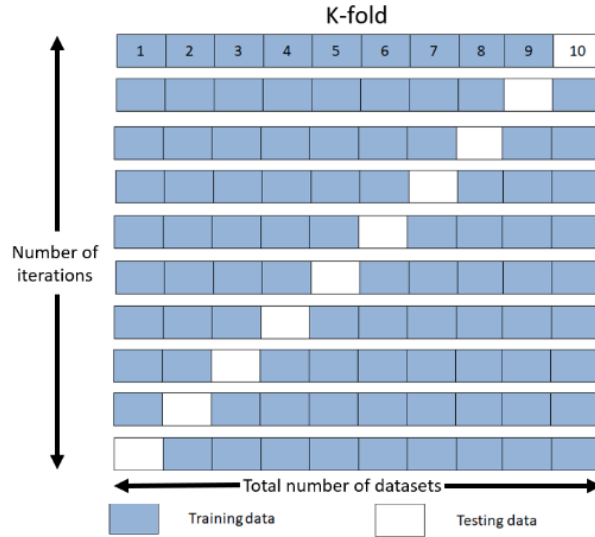 K-fold
1 2 3 4 5 6 7 8 9 10
Number of
iterations
Total number of datasets
Training data
Testing data